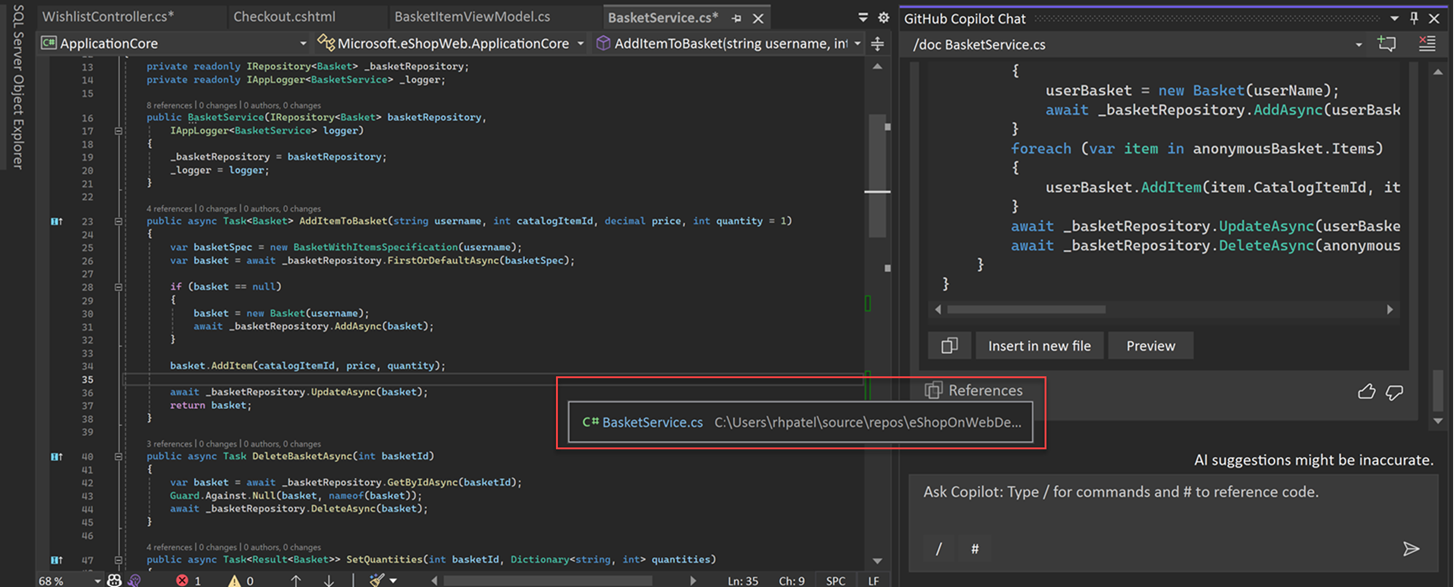 SQL Server Object Explorer
WishlistController.cs*
Checkout.cshtml
BasketItemViewModel.cs
BasketService.cs*
C# ApplicationCore
Microsoft.eShopWeb.ApplicationCore
AddItemToBasket(string username, int
13 private readonly IRepository<Basket> _basketRepository;
14 private readonly IAppLogger<BasketService> _logger;
15
8 references | 0 changes | 0 authors, 0 changes
16 public BasketService(IRepository<Basket> basketRepository,
17 IAppLogger<BasketService> logger)
18 {
19 _basketRepository = basketRepository;
20 _logger = logger;
21 }
22
4 references | 0 changes | 0 authors, 0 changes
23 public async Task<Basket> AddItemToBasket(string username, int catalogItemId, decimal price, int quantity = 1)
24 {
25 var basketSpec = new BasketWithItemsSpecification(username);
26 var basket = await _basketRepository.FirstOrDefaultAsync(basketSpec);
27
28 if (basket == null)
29 {
30 basket = new Basket(username);
31 await _basketRepository.AddAsync(basket);
32 }
33
34 basket.AddItem(catalogItemId, price, quantity);
35
36 await _basketRepository.UpdateAsync(basket);
37 return basket;
38 }
39
3 references | 0 changes | 0 authors, 0 changes
40 public async Task DeleteBasketAsync(int basketId)
41 {
42 var basket = await _basketRepository.GetByIdAsync(basketId);
43 Guard.Against.Null(basket, nameof(basket));
44 await _basketRepository.DeleteAsync(basket);
45 }
46
4 references | 0 changes | 0 authors, 0 changes
47 public async Task<Result<Basket>> SetQuantities(int basketId, Dictionary<string, int> quantities)
68 %
1
0
Ln: 35
Ch: 9
SPC
LF
GitHub Copilot Chat
/doc BasketService.cs
{
userBasket = new Basket(userName);
await _basketRepository.AddAsync(userBask
}
foreach (var item in anonymousBasket.Items)
{
userBasket.AddItem(item.CatalogItemId, it
}
await _basketRepository.UpdateAsync(userBaske
await _basketRepository.DeleteAsync(anonymous
}
}
Insert in new file
Preview
References
C# BasketService.cs C:\Users\rhpatel\source\repos\eShopOnWebDe...
AI suggestions might be inaccurate.
Ask Copilot: Type / for commands and # to reference code.
/
#